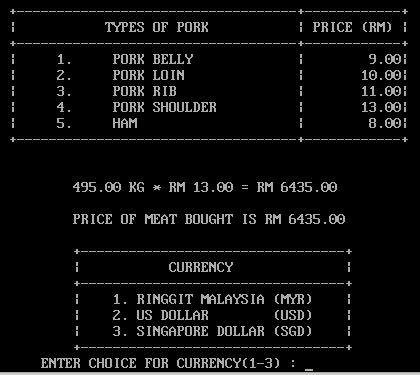 TYPES OF PORK | PRICE (RM)
1. PORK BELLY | 9.00
2. PORK LOIN | 10.00
3. PORK RIB | 11.00
4. PORK SHOULDER | 13.00
5. HAM | 8.00
495.00 KG * RM 13.00 = RM 6435.00
PRICE OF MEAT BOUGHT IS RM 6435.00
CURRENCY
1. RINGGIT MALAYSIA (MYR)
2. US DOLLAR (USD)
3. SINGAPORE DOLLAR (SGD)
ENTER CHOICE FOR CURRENCY(1-3) : _